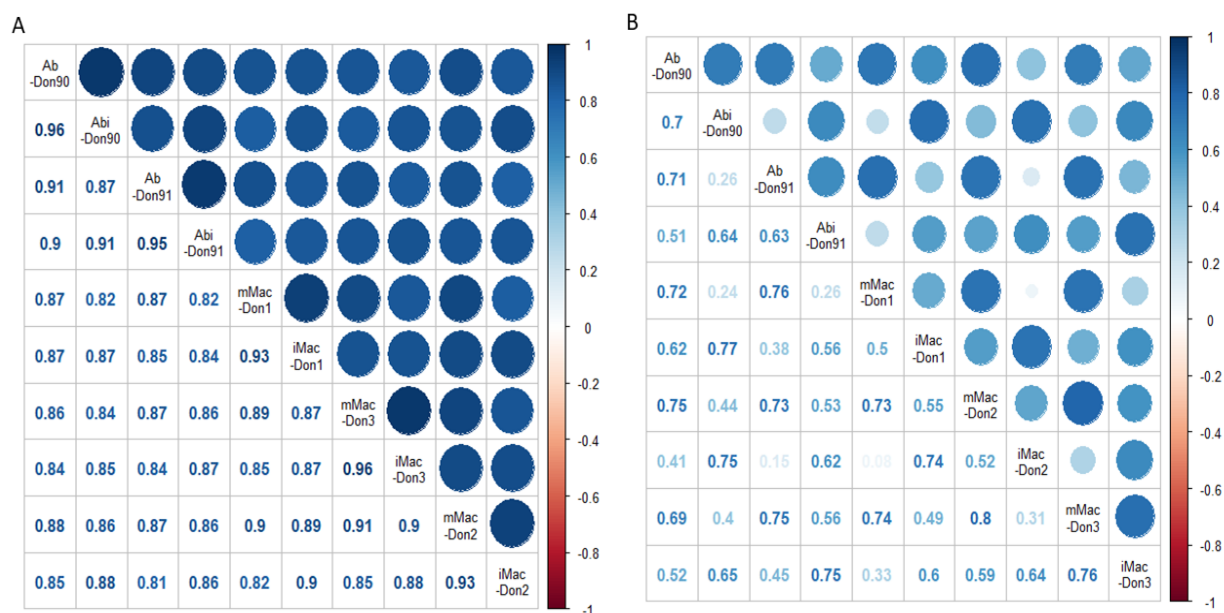 A
Ab
-Don90
0.96 Abi
-Don90
0.91 0.87 Ab
-Don91
0.9 0.91 0.95 Abi
-Don91
0.87 0.82 0.87 0.82 mMac
-Don1
0.87 0.87 0.85 0.84 0.93 iMac
-Don1
0.86 0.84 0.87 0.86 0.89 0.87 mMac
-Don3
0.84 0.85 0.84 0.87 0.85 0.87 0.96 iMac
-Don3
0.88 0.86 0.87 0.86 0.9 0.89 0.91 0.9 mMac
-Don2
0.85 0.88 0.81 0.86 0.82 0.9 0.85 0.88 0.93 iMac
-Don2
1
0.8
0.6
0.4
0.2
0
-0.2
-0.4
-0.6
-0.8
-1
B
Ab
-Don90
0.7 Abi
-Don90
0.71 0.26 Ab
-Don91
0.51 0.64 0.63 Abi
-Don91
0.72 0.24 0.76 0.26 mMac
-Don1
0.62 0.77 0.38 0.56 0.5 iMac
-Don1
0.75 0.44 0.73 0.53 0.73 0.55 mMac
-Don2
0.41 0.75 0.15 0.62 0.08 0.74 0.52 iMac
-Don2
0.69 0.4 0.75 0.56 0.74 0.49 0.8 0.31 mMac
-Don3
0.52 0.65 0.45 0.75 0.33 0.6 0.59 0.64 0.76 iMac
-Don3
1
0.8
0.6
0.4
0.2
0
-0.2
-0.4
-0.6
-0.8
-1